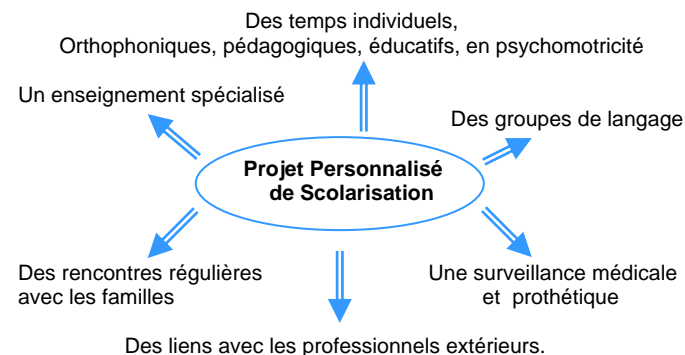 Des temps individuels,
Orthophoniques, pédagogiques, éducatifs, en psychomotricité
Un enseignement spécialisé
Des groupes de langage
Projet Personnalisé
de Scolarisation
Des rencontres régulières
avec les familles
Une surveillance médicale
et prothétique
Des liens avec les professionnels extérieurs.